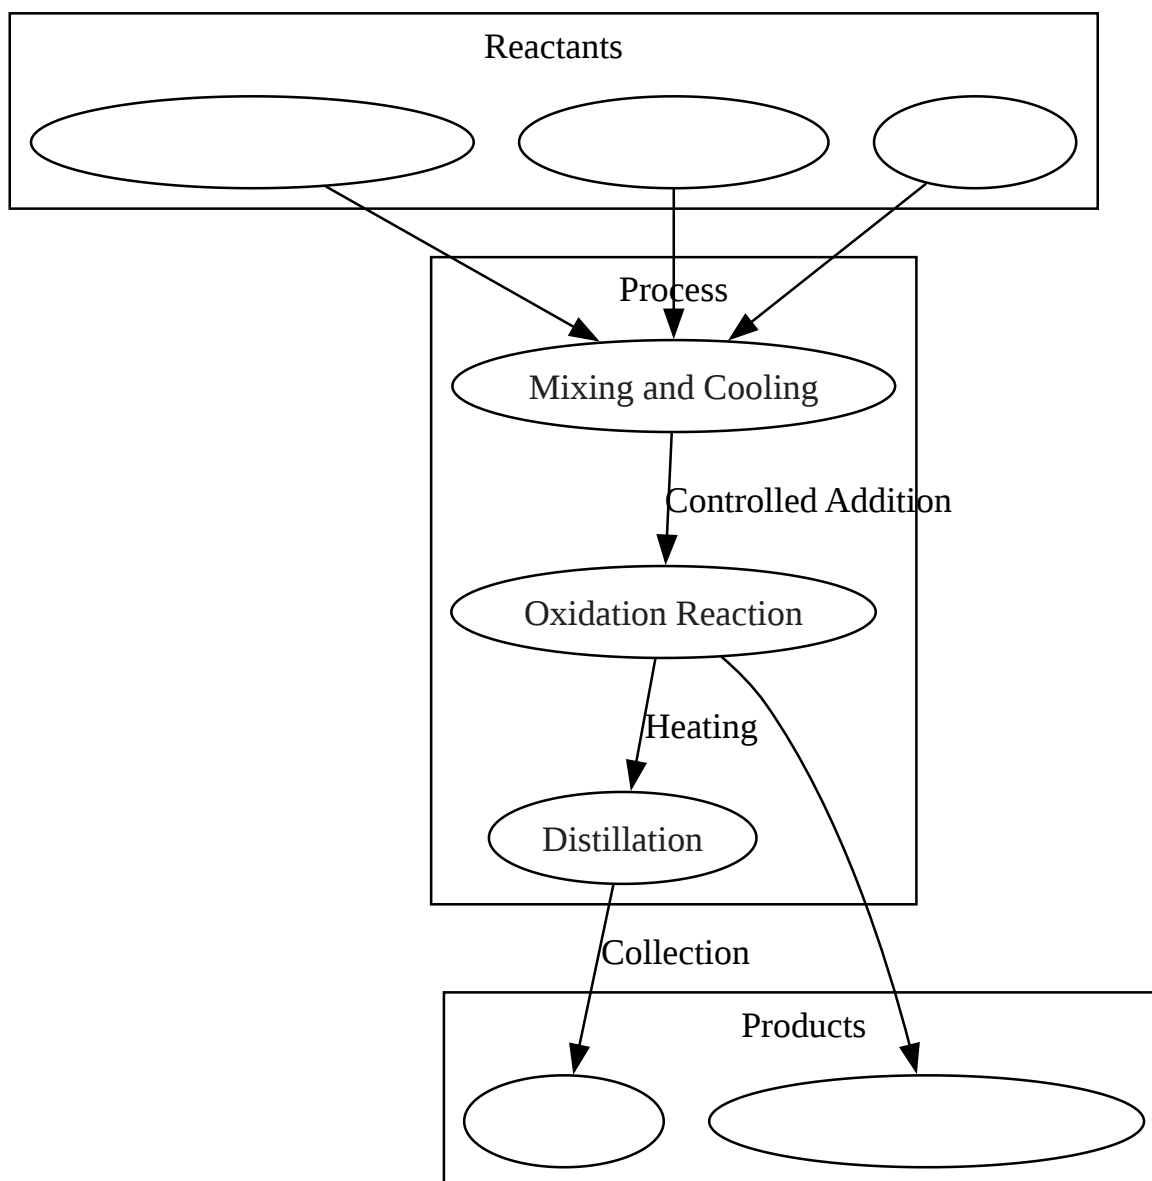 Reactants
Process
Mixing and Cooling
Controlled Addition
Oxidation Reaction
Heating
Distillation
Collection
Products